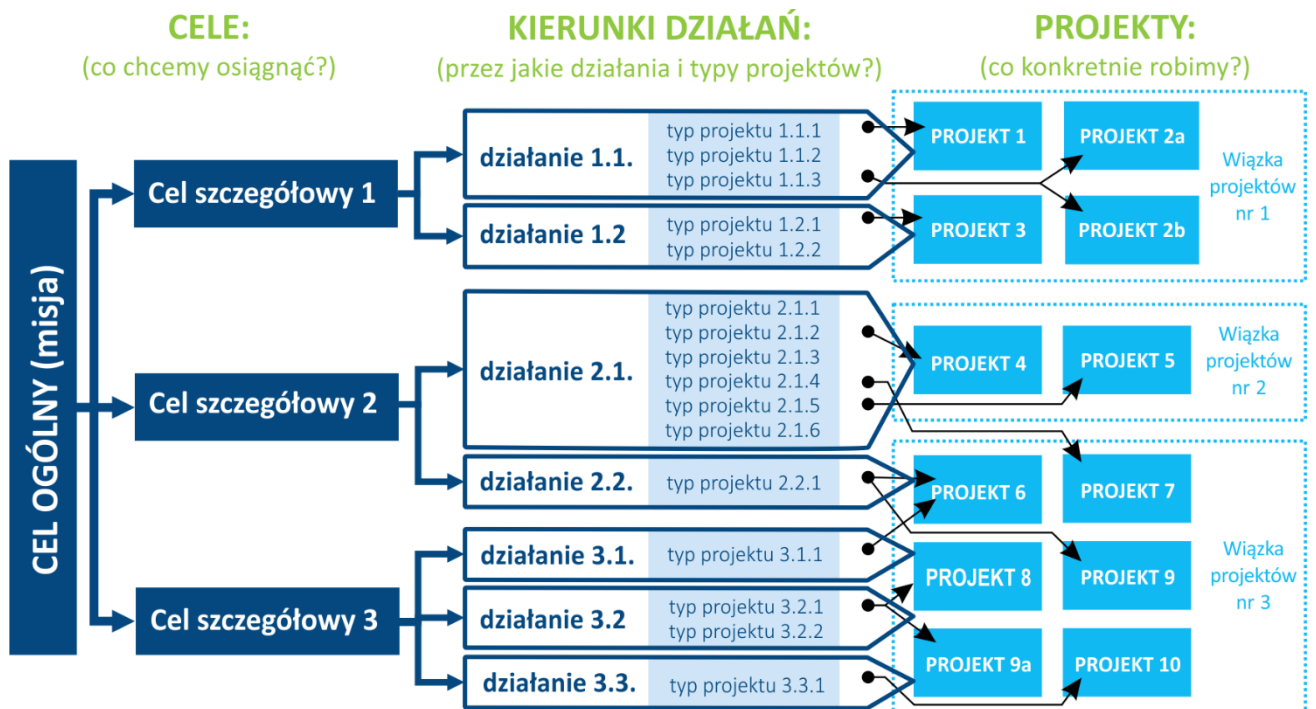 CELE:
(co chcemy osiągnąć?)
KIERUNKI DZIAŁAŃ:
(przez jakie działania i typy projektów?)
PROJEKTY:
(co konkretnie robimy?)
CEL OGÓLNY (misja)
Cel szczegółowy 1
Cel szczegółowy 2
Cel szczegółowy 3
działanie 1.1.
typ projektu 1.1.1
typ projektu 1.1.2
typ projektu 1.1.3
działanie 1.2
typ projektu 1.2.1
typ projektu 1.2.2
działanie 2.1.
typ projektu 2.1.1
typ projektu 2.1.2
typ projektu 2.1.3
typ projektu 2.1.4
typ projektu 2.1.5
typ projektu 2.1.6
działanie 2.2.
typ projektu 2.2.1
działanie 3.1.
typ projektu 3.1.1
działanie 3.2
typ projektu 3.2.1
typ projektu 3.2.2
działanie 3.3.
typ projektu 3.3.1
PROJEKT 1
PROJEKT 2a
PROJEKT 3
PROJEKT 2b
Wiązka
projektów
nr 1
PROJEKT 4
PROJEKT 5
Wiązka
projektów
nr 2
PROJEKT 6
PROJEKT 7
PROJEKT 8
PROJEKT 9
PROJEKT 9a
PROJEKT 10
Wiązka
projektów
nr 3